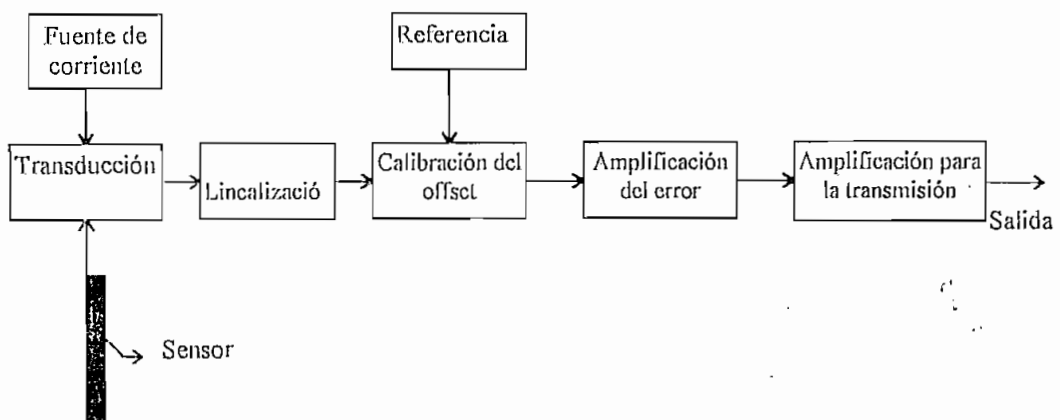 Fuente de
corriente
Referencia
Transducción
Linealizació
Calibración del
offset
Amplificación
del error
Amplificación para
la transmisión
Salida
Sensor